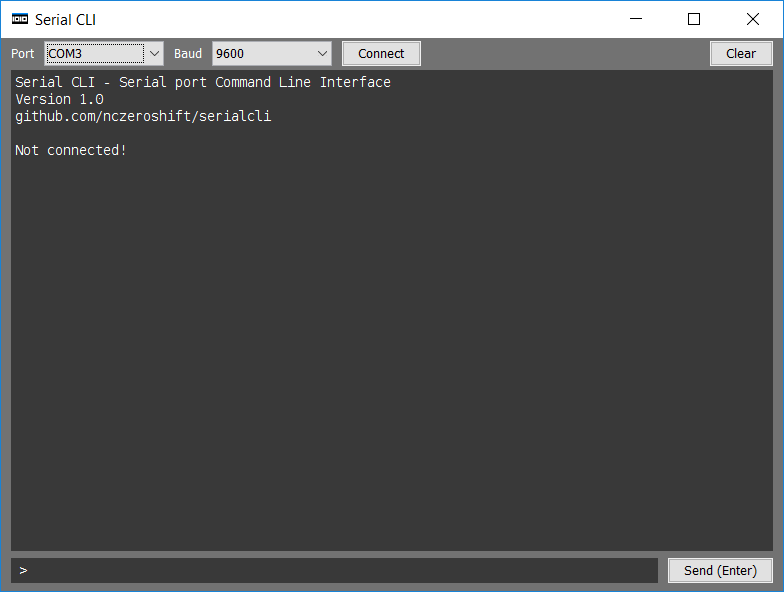 Serial CLI
Port COM3 Baud 9600 Connect Clear
Serial CLI - Serial port Command Line Interface
Version 1.0
github.com/nczeroshift/serialcli
Not connected!
> Send (Enter)